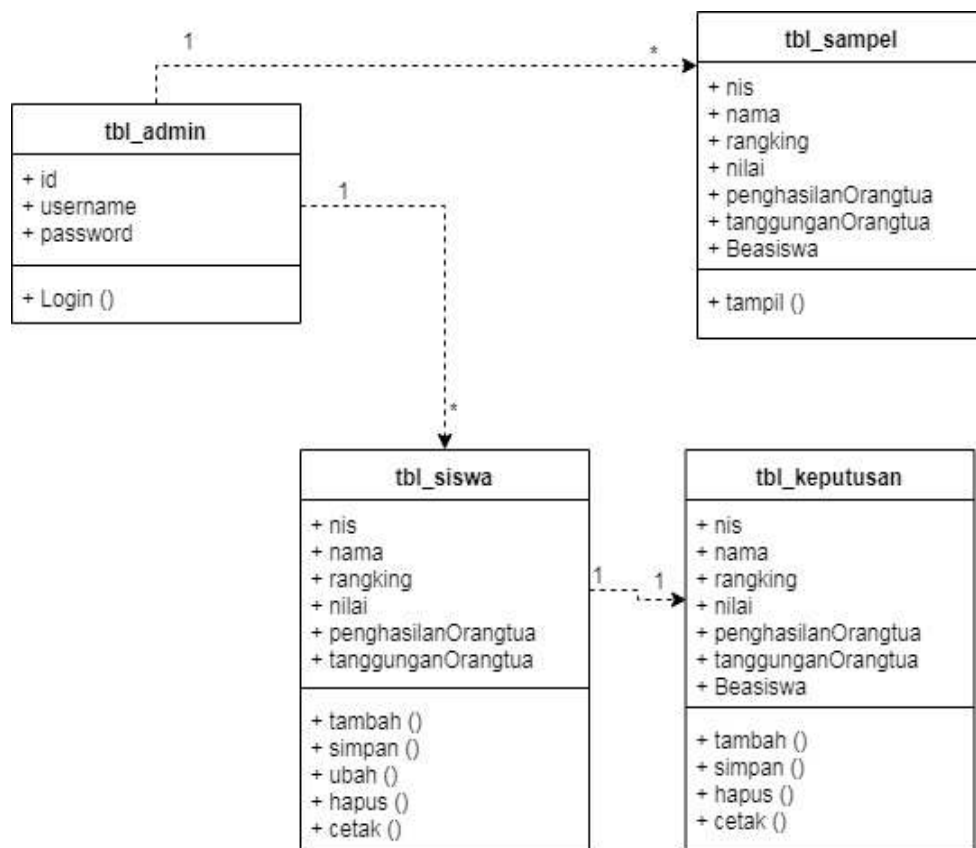 1
*
tbl_admin
+ id
+ username
+ password
+ Login ()
tbl_sampel
+ nis
+ nama
+ rangking
+ nilai
+ penghasilanOrangtua
+ tanggunganOrangtua
+ Beasiswa
+ tampil ()
1
*
tbl_siswa
+ nis
+ nama
+ rangking
+ nilai
+ penghasilanOrangtua
+ tanggunganOrangtua
+ tambah ()
+ simpan ()
+ ubah ()
+ hapus ()
+ cetak ()
1
1
tbl_keputusan
+ nis
+ nama
+ rangking
+ nilai
+ penghasilanOrangtua
+ tanggunganOrangtua
+ Beasiswa
+ tambah ()
+ simpan ()
+ hapus ()
+ cetak ()